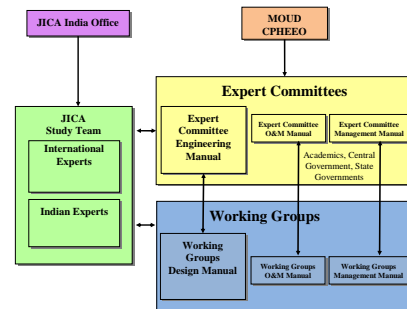 JICA India Office
MOUD
CPHEEO
JICA
Study Team
International
Experts
Indian Experts
Expert Committees
Expert
Committee
Engineering
Manual
Expert Committee
O&M Manual
Expert Committee
Management Manual
Academics, Central
Government, State
Governments
Working Groups
Working
Groups
Design Manual
Working Groups
O&M Manual
Working Groups
Management Manual